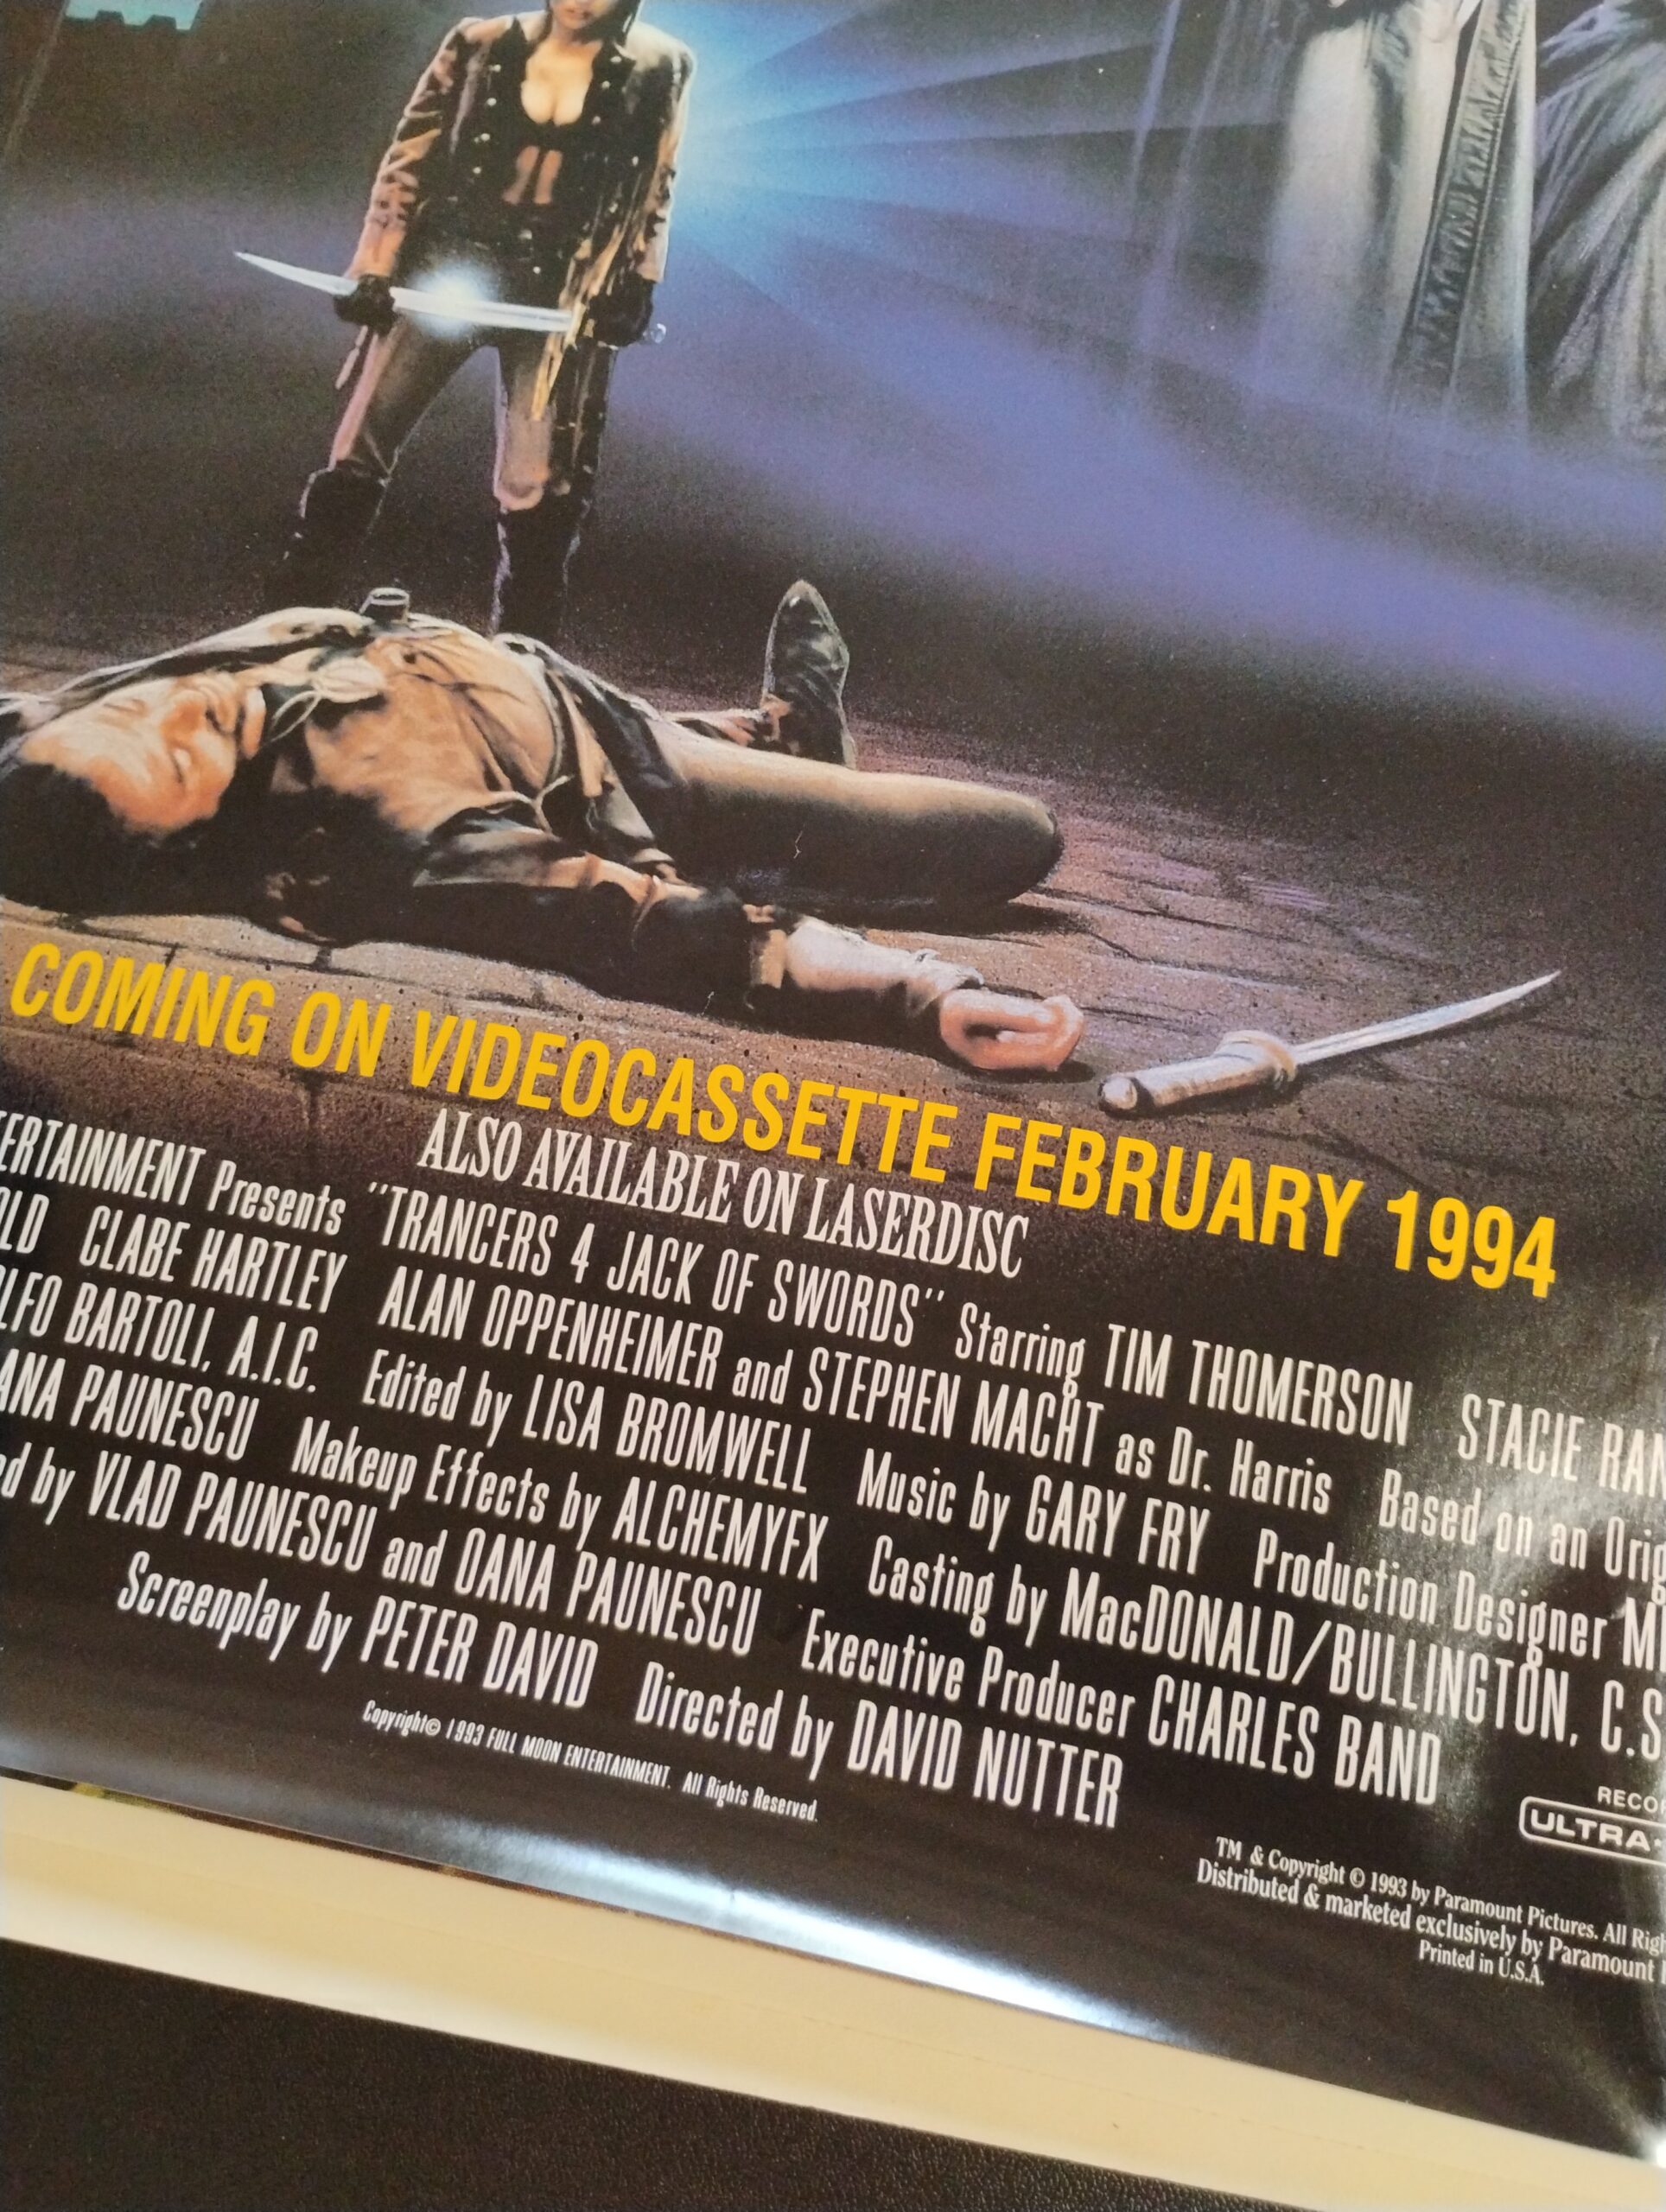 COMING ON VIDEOCASSETTE FEBRUARY 1994
ALSO AVAILABLE ON LASERDISC
ERTAINMENT Presents "TRANCERS 4 JACK OF SWORDS" Starring TIM THOMERSON STACIE RAN
LD CLABE HARTLEY ALAN OPPENHEIMER and STEPHEN MACHT as Dr. Harris Based on an Orig
LFO BARTOLI, A.I.C. Edited by LISA BROMWELL Music by GARY FRY Production Designer MI
ANA PAUNESCU Makeup Effects by ALCHEMYFX Casting by MacDONALD/BULLINGTON, C.S
ed by VLAD PAUNESCU and OANA PAUNESCU Executive Producer CHARLES BAND
Screenplay by PETER DAVID Directed by DAVID NUTTER
Copyright© 1993 FULL MOON ENTERTAINMENT. All Rights Reserved.
RECO
ULTRA
TM & Copyright © 1993 by Paramount Pictures. All Righ
Distributed & marketed exclusively by Paramount
Printed in U.S.A.